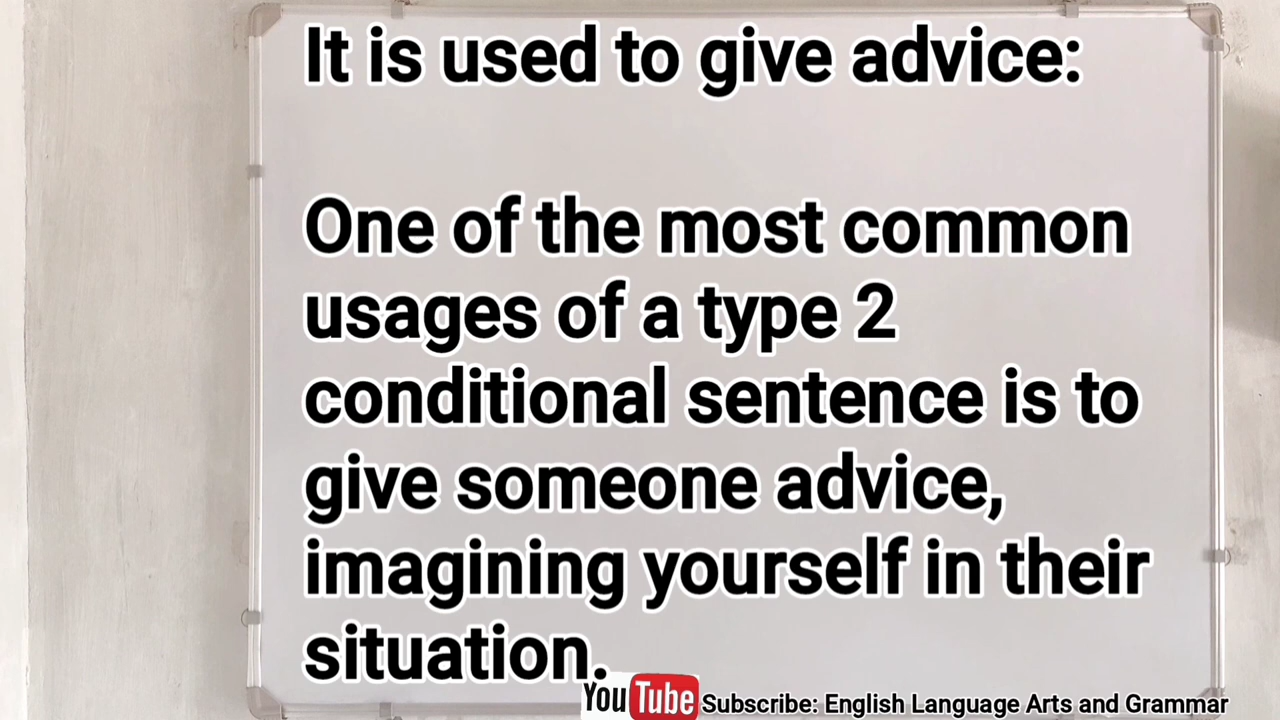 It is used to give advice:
One of the most common
usages of a type 2
conditional sentence is to
give someone advice,
imagining yourself in their
situation.
YouTube Subscribe: English Language Arts and Grammar